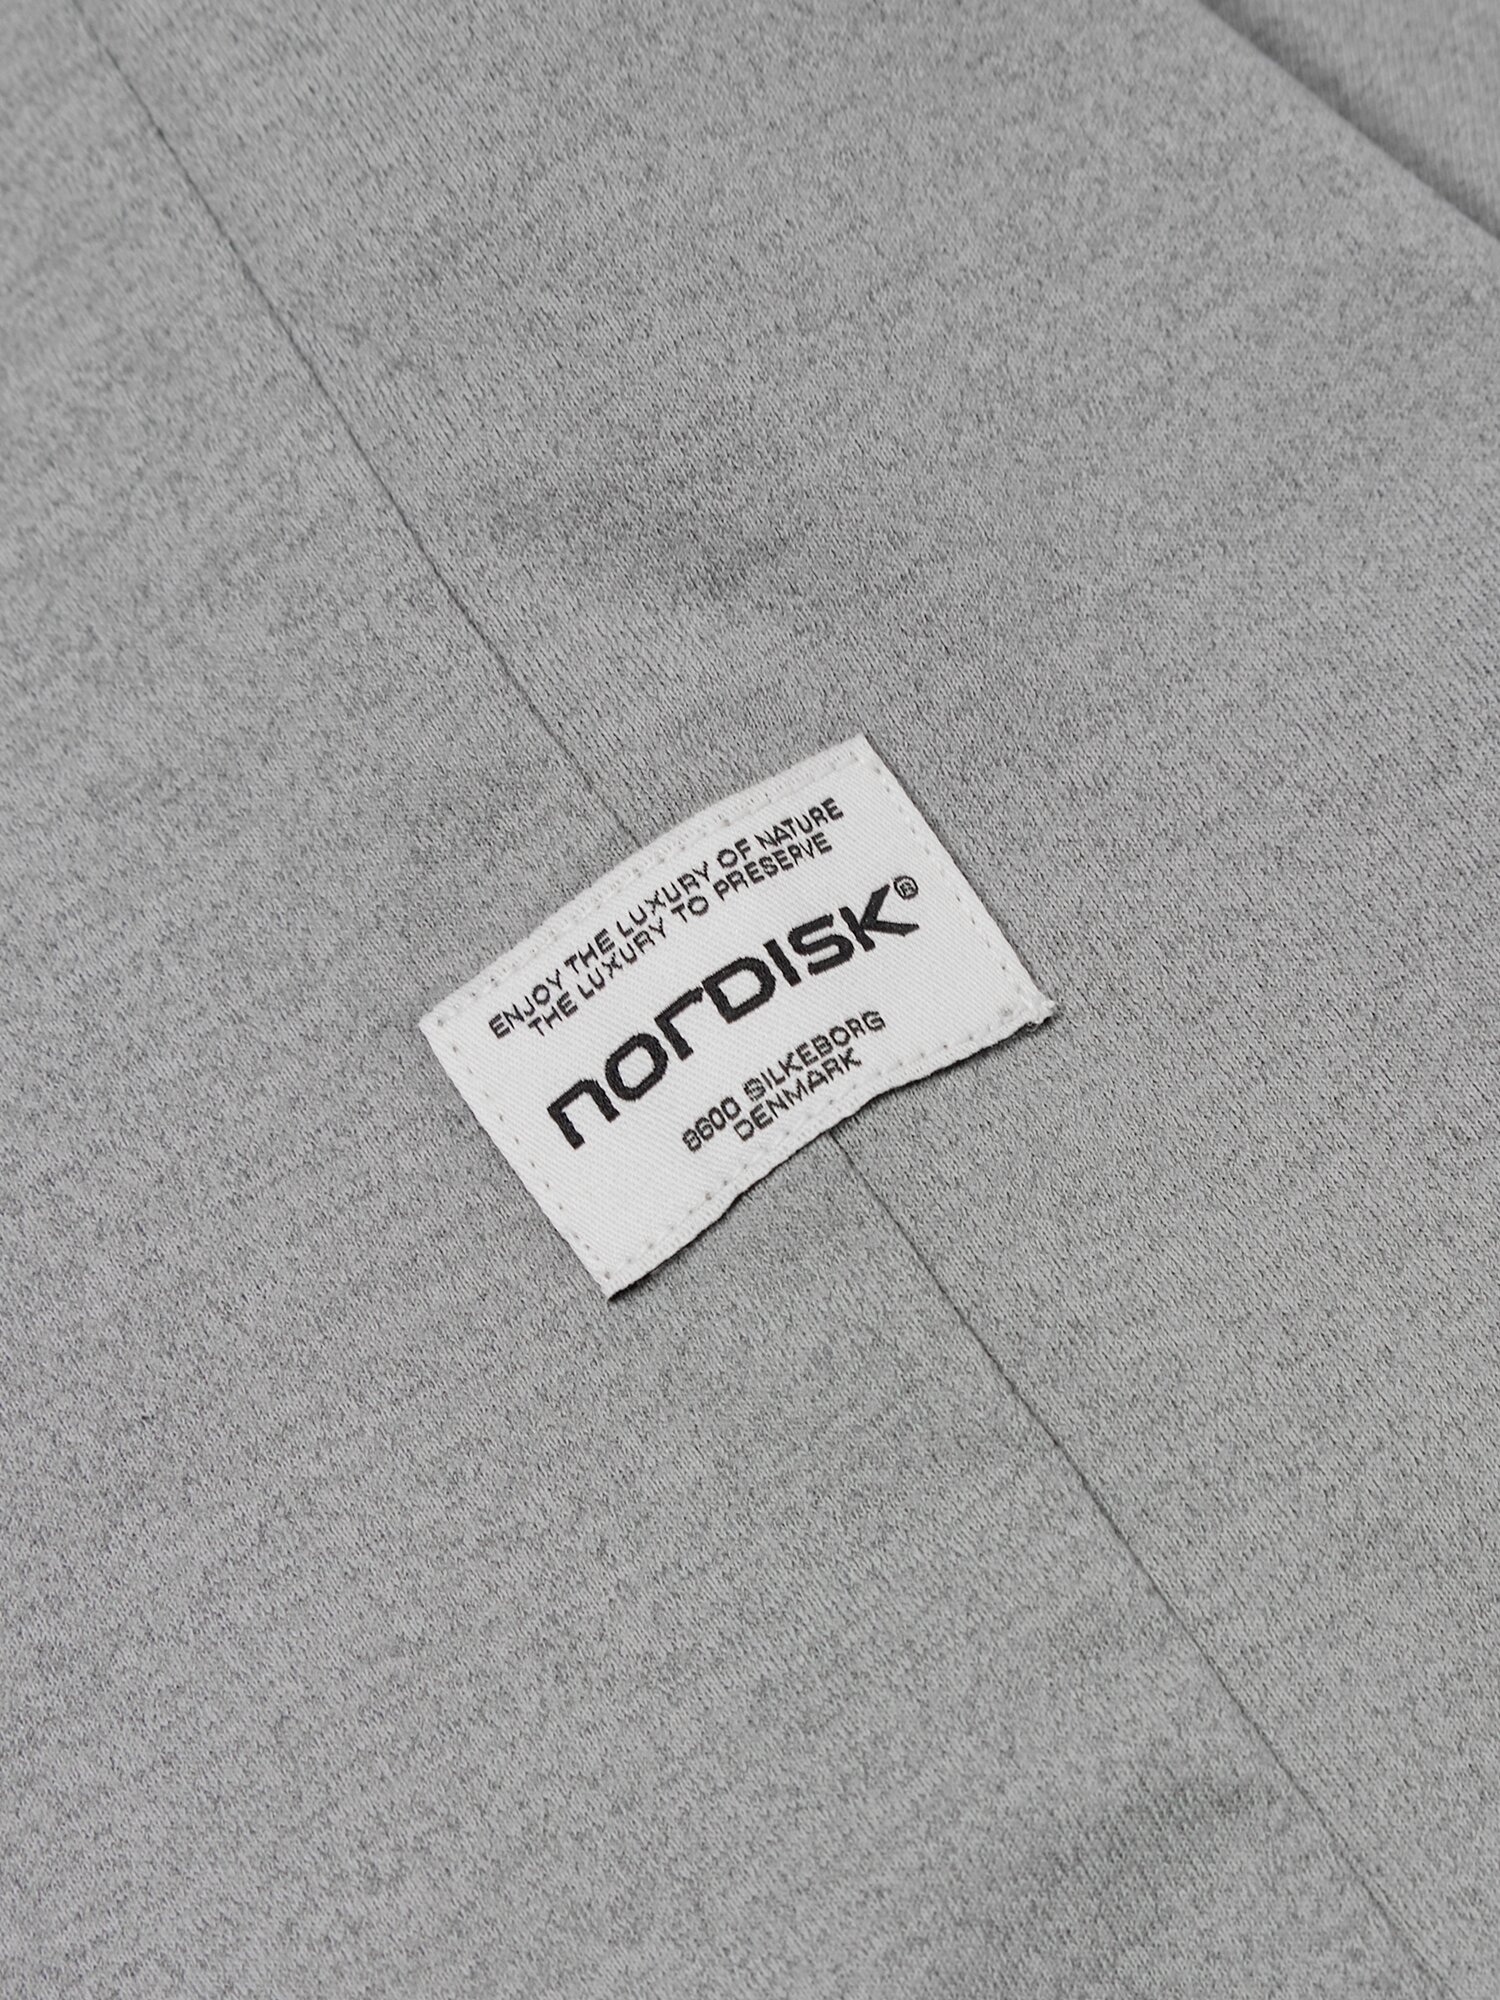 ENJOY THE LUXURY OF NATURE
THE LUXURY TO PRESERVE
NORDISK®
8600 SILKEBORG
DENMARK